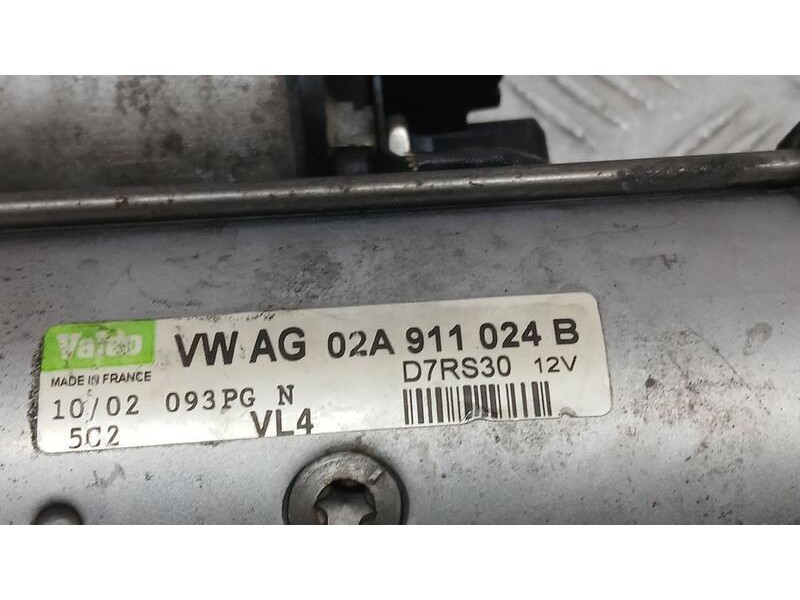 Valeo
VW AG 02A 911 024 B
MADE IN FRANCE
D7RS30 12V
10/02 093PG N
5C2 VL4